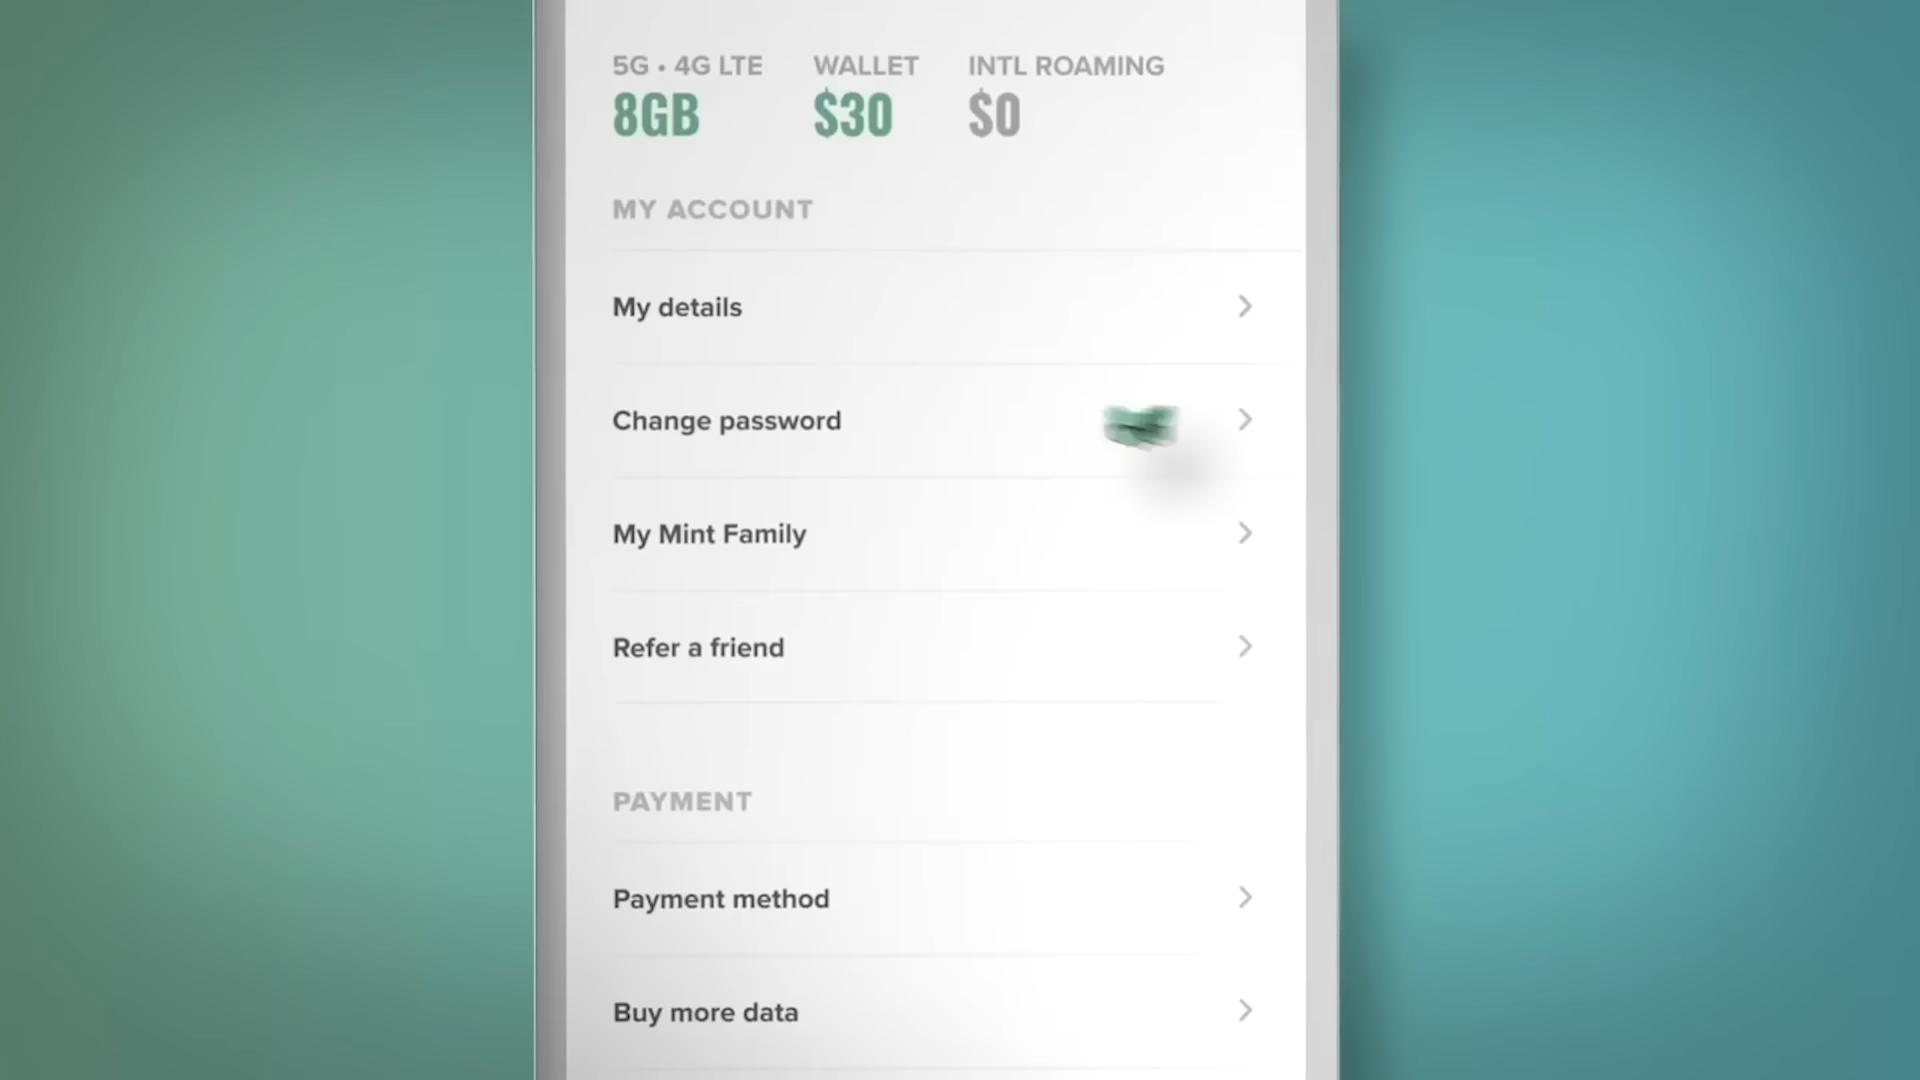 5G • 4G LTE WALLET INTL ROAMING
8GB $30 $0
MY ACCOUNT
My details
Change password
My Mint Family
Refer a friend
PAYMENT
Payment method
Buy more data